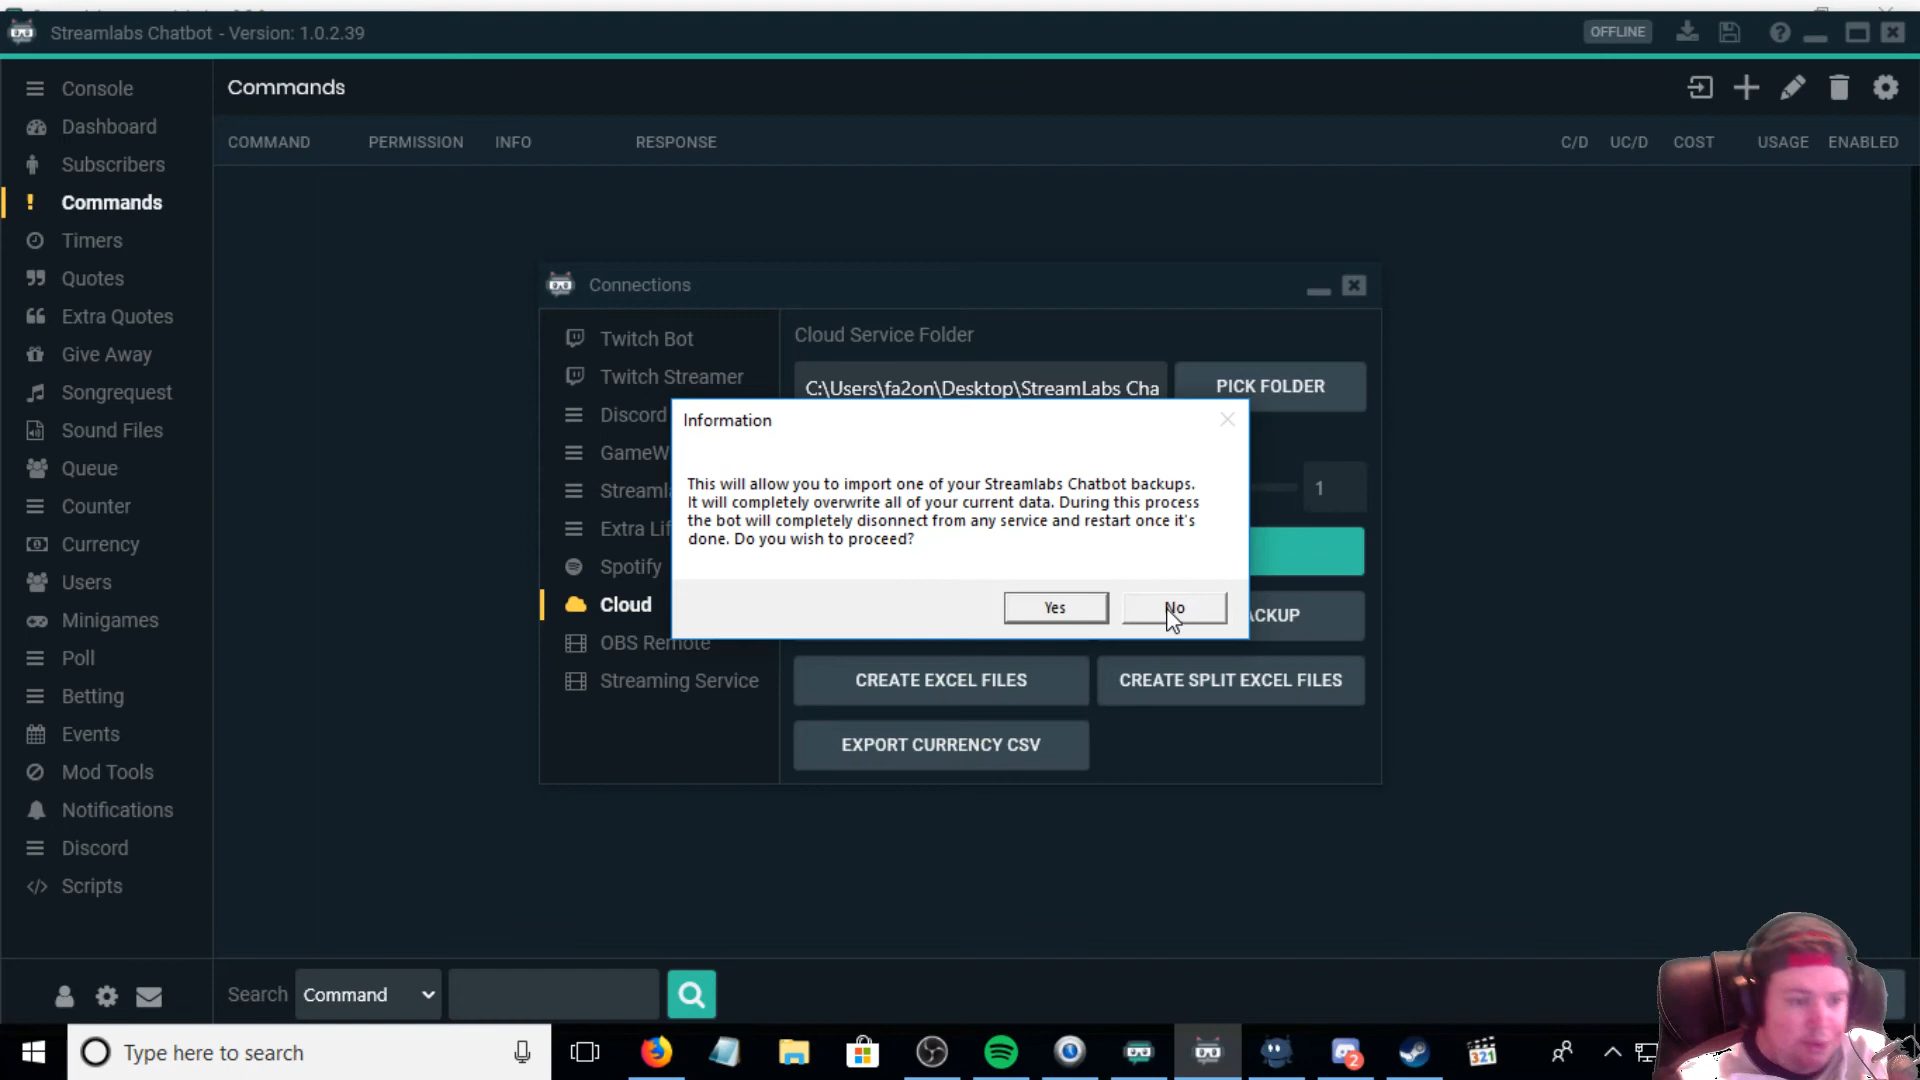 Streamlabs Chatbot - Version: 1.0.2.39
OFFLINE
Console
Dashboard
Subscribers
Commands
Timers
Quotes
Extra Quotes
Give Away
Songrequest
Sound Files
Queue
Counter
Currency
Users
Minigames
Poll
Betting
Events
Mod Tools
Notifications
Discord
Scripts
Commands
COMMAND PERMISSION INFO RESPONSE C/D UC/D COST USAGE ENABLED
Connections
Twitch Bot
Twitch Streamer
Discord
Spotify
Cloud
OBS Remote
Streaming Service
Cloud Service Folder
C:\Users\fa2on\Desktop\StreamLabs Cha
PICK FOLDER
1
CREATE EXCEL FILES
CREATE SPLIT EXCEL FILES
EXPORT CURRENCY CSV
Information
This will allow you to import one of your Streamlabs Chatbot backups.
It will completely overwrite all of your current data. During this process
the bot will completely disonnect from any service and restart once it's
done. Do you wish to proceed?
Yes
No
Search
Command
Type here to search
2
321